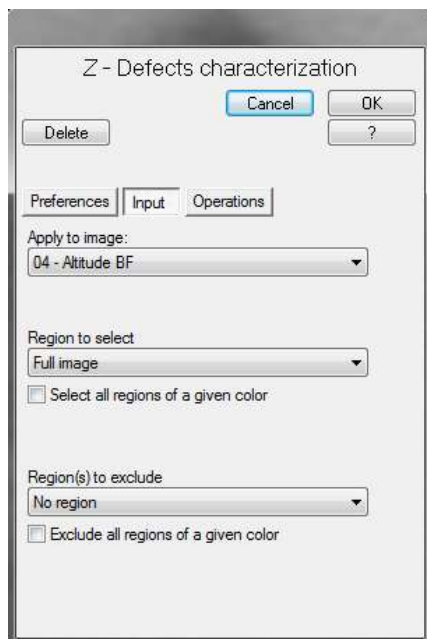 Z - Defects characterization
Cancel OK
Delete ?
Preferences Input Operations
Apply to image:
04 - Altitude BF
Region to select
Full image
Select all regions of a given color
Region(s) to exclude
No region
Exclude all regions of a given color